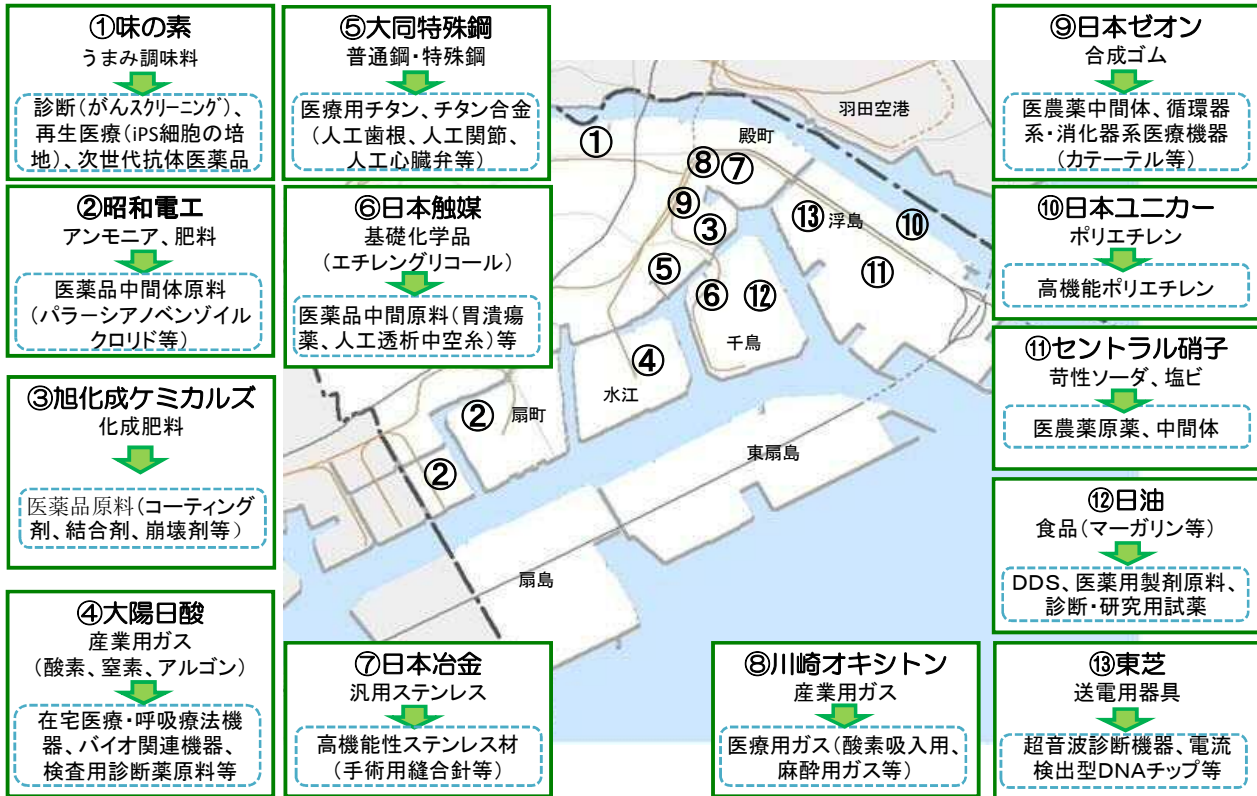 ①味の素
うまみ調味料
診断(がんスクリーニング)、
再生医療(iPS細胞の培
地)、次世代抗体医薬品
②昭和電工
アンモニア、肥料
医薬品中間体原料
(パラーシアノベンゾイル
クロリド等)
③旭化成ケミカルズ
化成肥料
医薬品原料(コーティング
剤、結合剤、崩壊剤等)
④大陽日酸
産業用ガス
(酸素、窒素、アルゴン)
在宅医療・呼吸療法機
器、バイオ関連機器、
検査用診断薬原料等
⑤大同特殊鋼
普通鋼・特殊鋼
医療用チタン、チタン合金
(人工歯根、人工関節、
人工心臓弁等)
⑥日本触媒
基礎化学品
(エチレングリコール)
医薬品中間原料(胃潰瘍
薬、人工透析中空糸)等
⑦日本冶金
汎用ステンレス
高機能性ステンレス材
(手術用縫合針等)
⑧川崎オキシトン
産業用ガス
医療用ガス(酸素吸入用、
麻酔用ガス等)
⑨日本ゼオン
合成ゴム
医農薬中間体、循環器
系・消化器系医療機器
(カテーテル等)
⑩日本ユニカー
ポリエチレン
高機能ポリエチレン
⑪セントラル硝子
苛性ソーダ、塩ビ
医農薬原薬、中間体
⑫日油
食品(マーガリン等)
DDS、医薬用製剤原料、
診断・研究用試薬
⑬東芝
送電用器具
超音波診断機器、電流
検出型DNAチップ等
羽田空港
殿町
①
⑧
⑦
⑨
③
⑬
浮島
⑩
⑤
⑥
⑫
⑪
千鳥
④
水江
②
扇町
②
東扇島
扇島